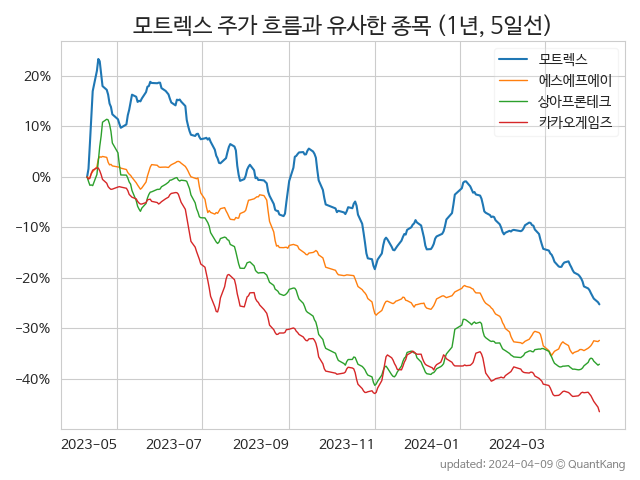 모트렉스 주가 흐름과 유사한 종목 (1년, 5일선)
모트렉스
에스에프에이
상아프론테크
카카오게임즈
20%
10%
0%
−10%
−20%
−30%
−40%
2023-05 2023-07 2023-09 2023-11 2024-01 2024-03
updated: 2024-04-09 © QuantKang